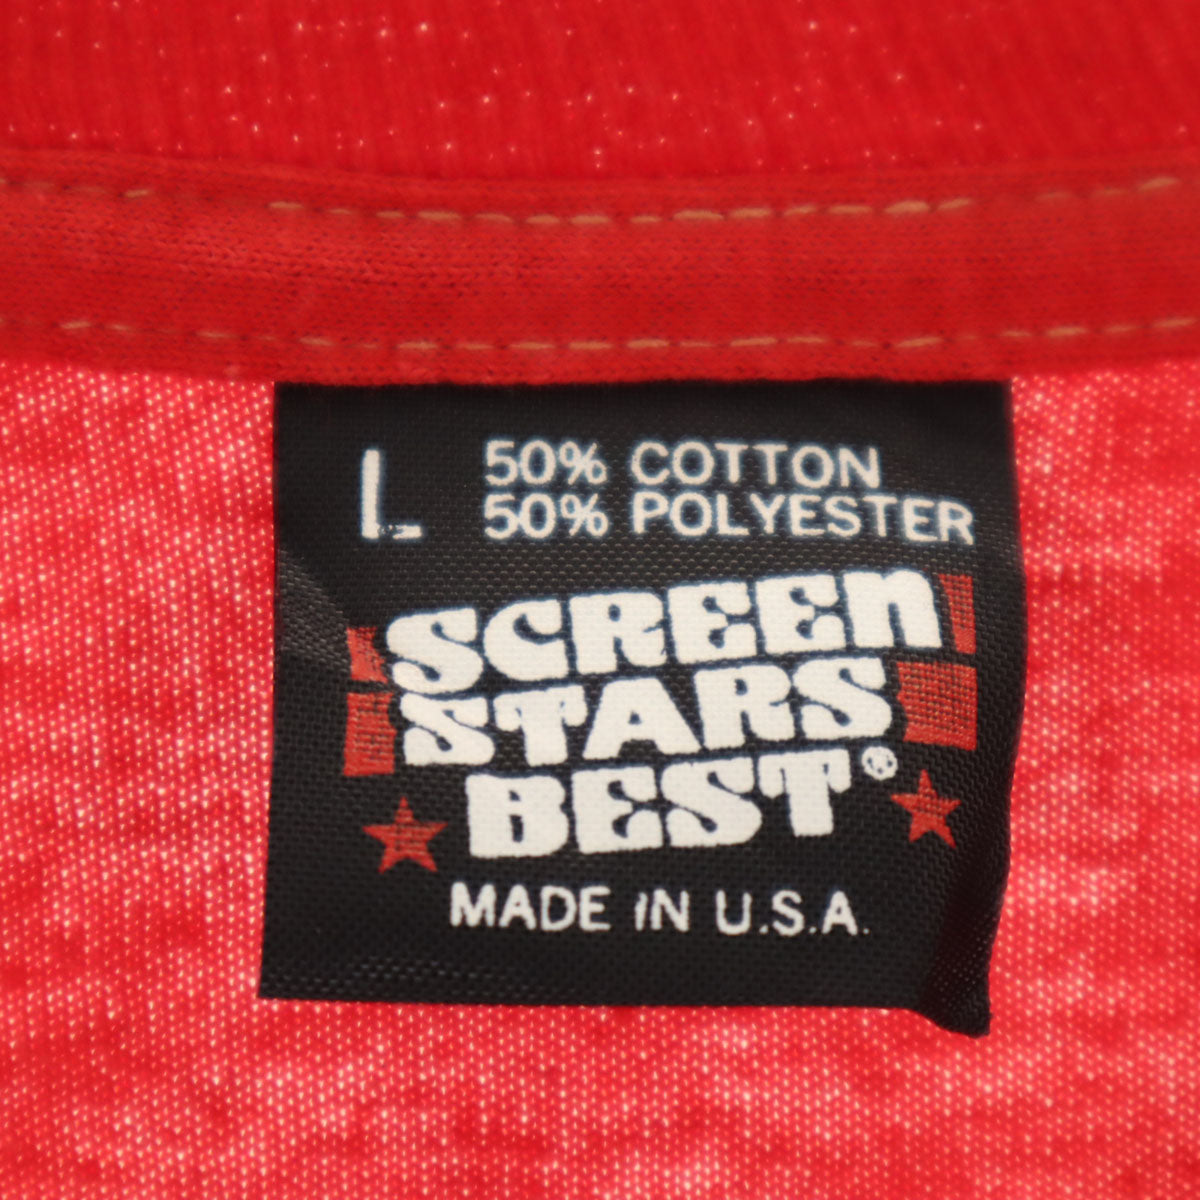 L 50% COTTON
50% POLYESTER
SCREEn
STARS
BEST®
MADE IN U.S.A.